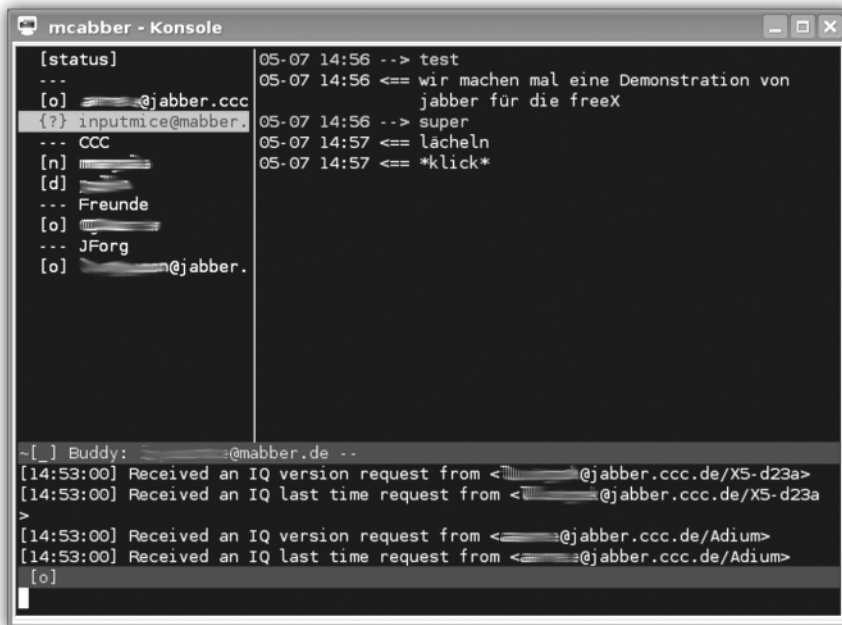 mcabber - Konsole
[status]
---
[o] @jabber.ccc
{?} inputmice@mabber.
--- CCC
[n]
[d]
--- Freunde
[o]
--- JForg
[o] n@jabber.
05-07 14:56 --> test
05-07 14:56 <== wir machen mal eine Demonstration von
jabber für die freeX
05-07 14:56 --> super
05-07 14:57 <== lächeln
05-07 14:57 <== *klick*
~[_] Buddy: @mabber.de --
[14:53:00] Received an IQ version request from < @jabber.ccc.de/X5-d23a>
[14:53:00] Received an IQ last time request from < @jabber.ccc.de/X5-d23a
>
[14:53:00] Received an IQ version request from < @jabber.ccc.de/Adium>
[14:53:00] Received an IQ last time request from < @jabber.ccc.de/Adium>
[o]